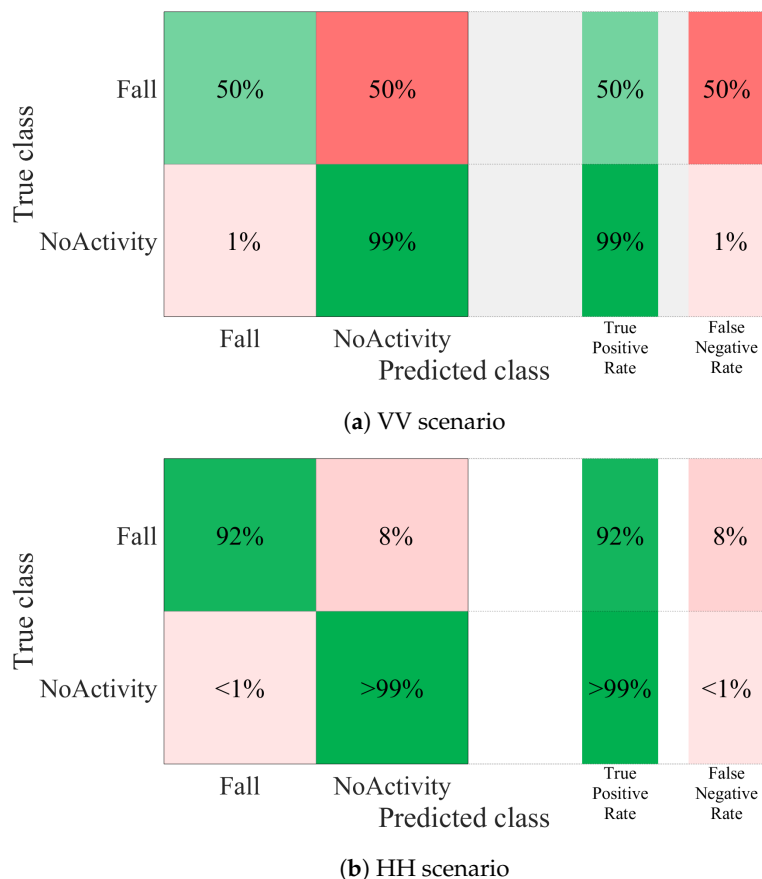 Fall 50% 50% 50% 50%
NoActivity 1% 99% 99% 1%
True class
Fall NoActivity
True Positive Rate
False Negative Rate
Predicted class
(a) VV scenario
Fall 92% 8% 92% 8%
NoActivity <1% >99% >99% <1%
True class
Fall NoActivity
True Positive Rate
False Negative Rate
Predicted class
(b) HH scenario